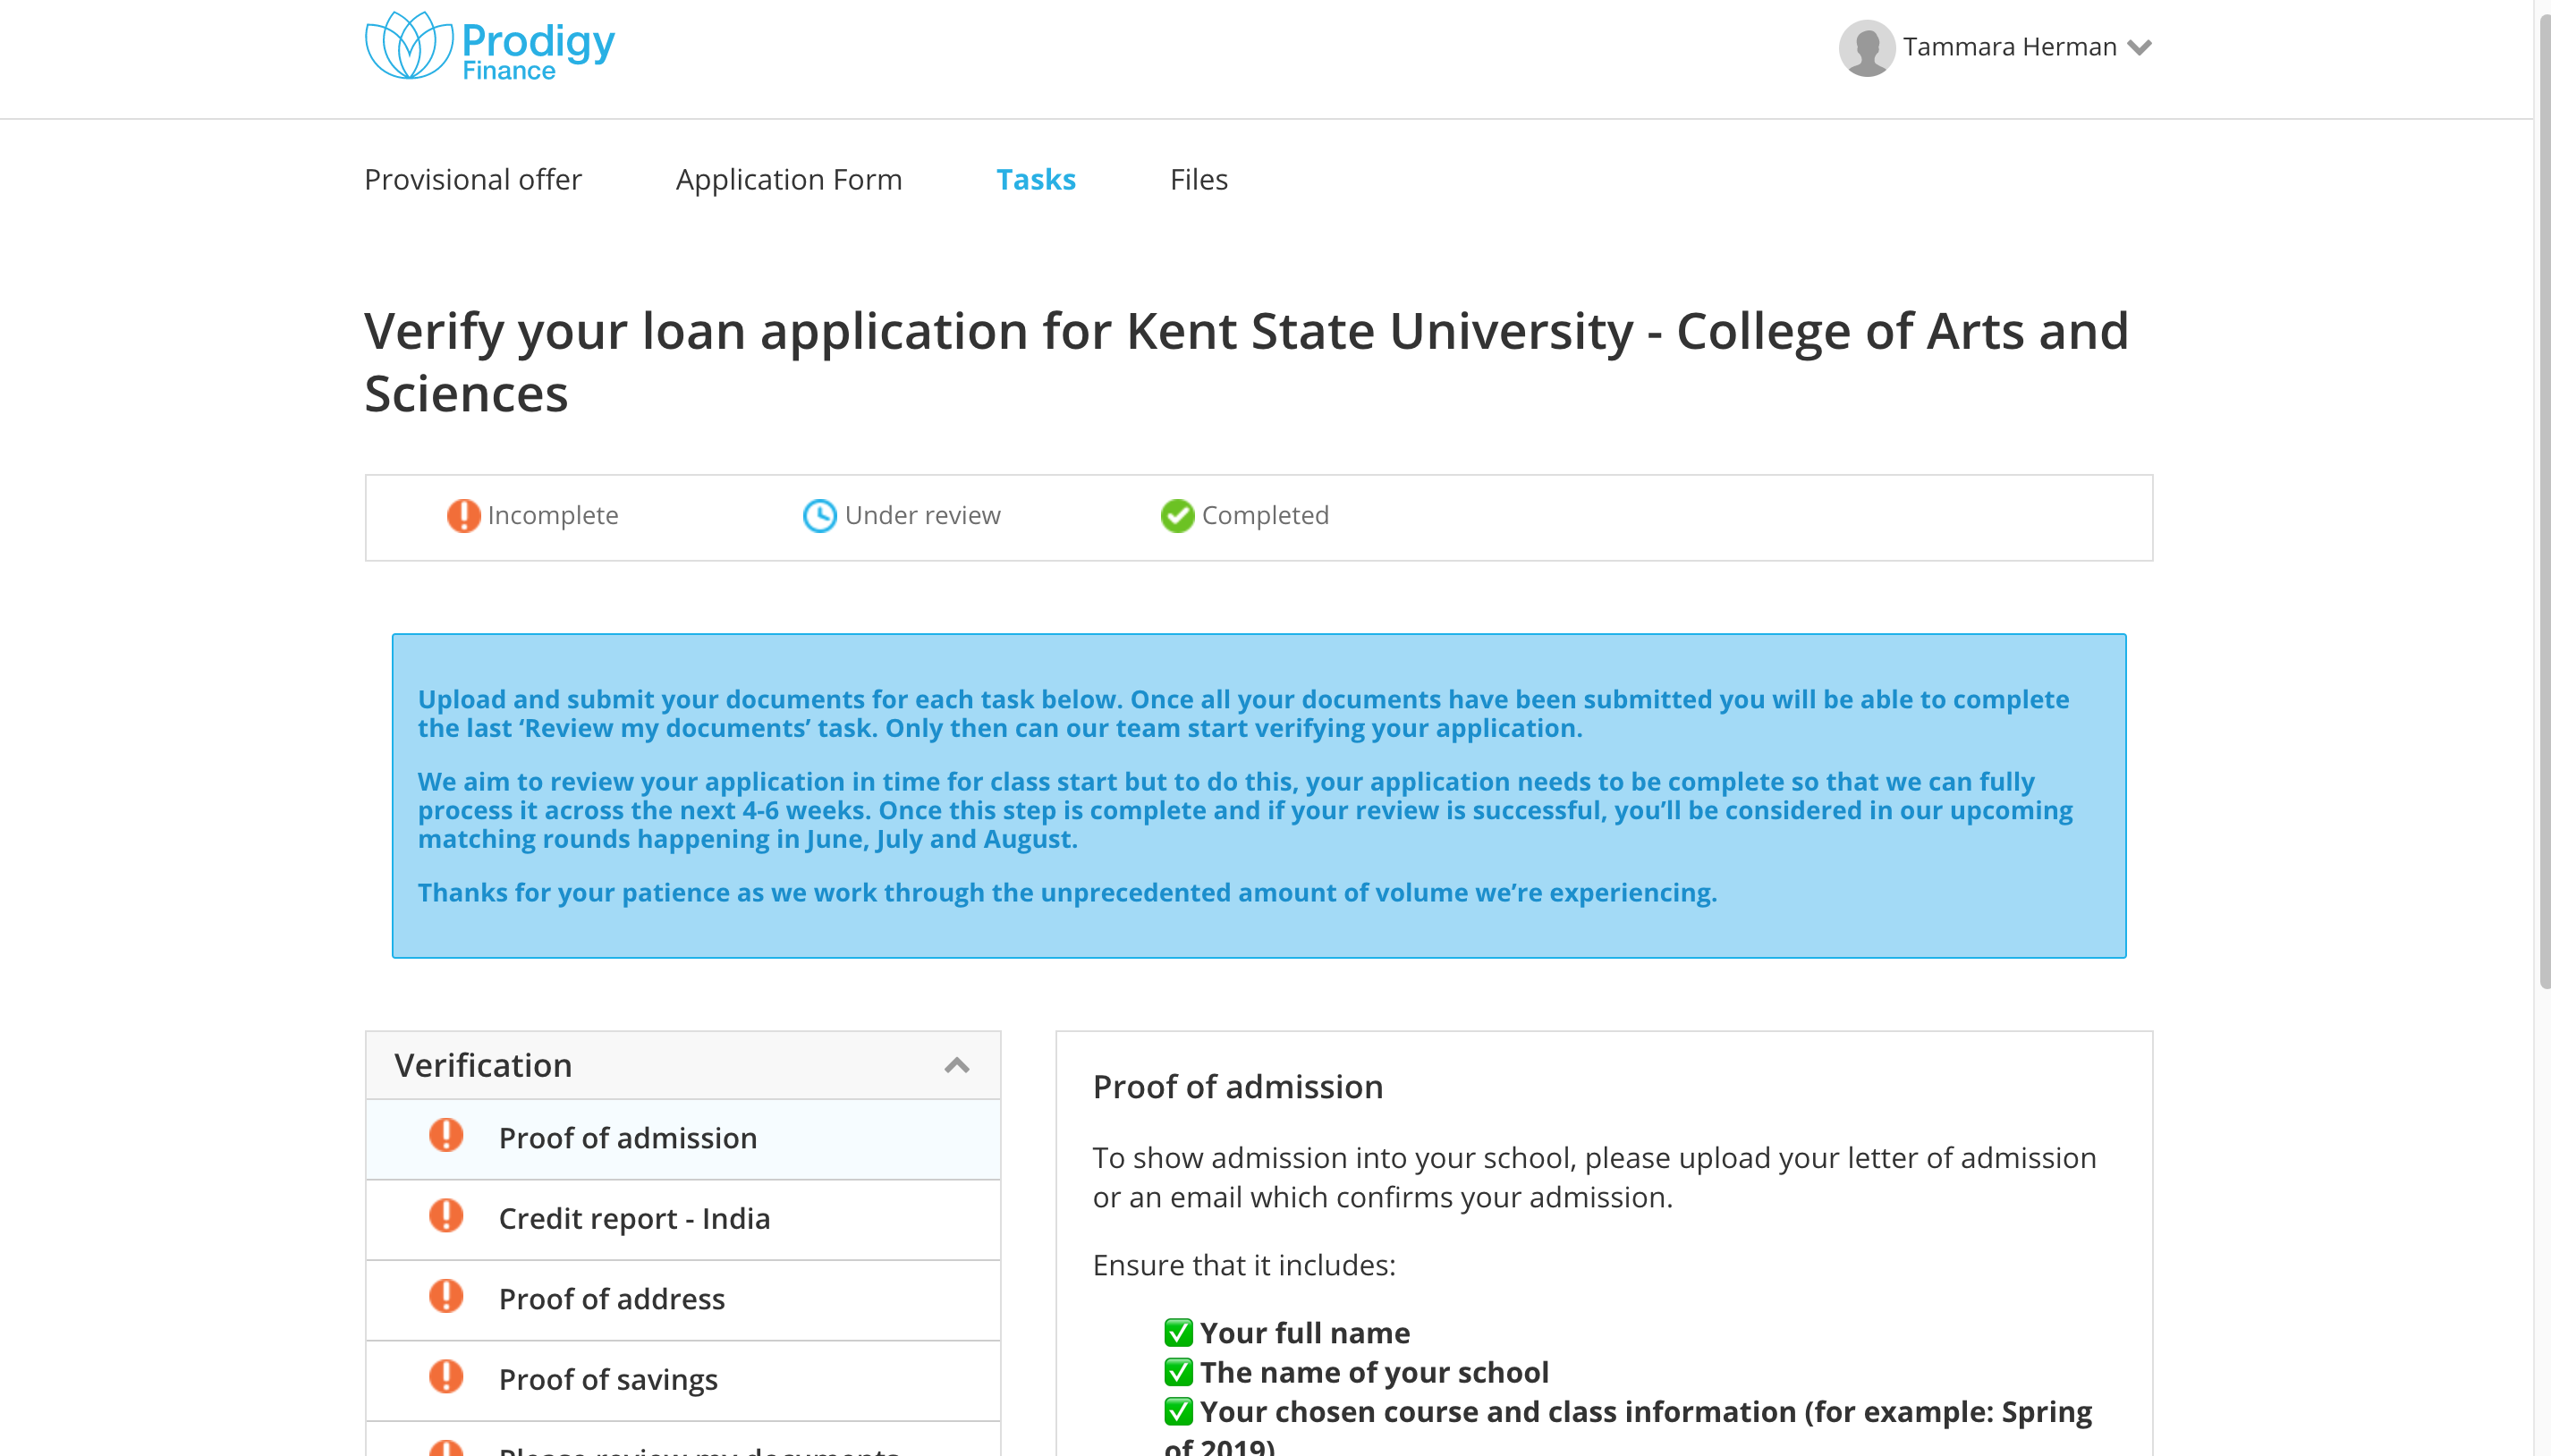 Prodigy
Finance
Tammara Herman
Provisional offer
Application Form
Tasks
Files
Verify your loan application for Kent State University - College of Arts and
Sciences
Incomplete
Under review
Completed
Upload and submit your documents for each task below. Once all your documents have been submitted you will be able to complete
the last ‘Review my documents’ task. Only then can our team start verifying your application.
We aim to review your application in time for class start but to do this, your application needs to be complete so that we can fully
process it across the next 4-6 weeks. Once this step is complete and if your review is successful, you’ll be considered in our upcoming
matching rounds happening in June, July and August.
Thanks for your patience as we work through the unprecedented amount of volume we’re experiencing.
Verification
Proof of admission
Credit report - India
Proof of address
Proof of savings
Please review my documents
Proof of admission
To show admission into your school, please upload your letter of admission
or an email which confirms your admission.
Ensure that it includes:
✅ Your full name
✅ The name of your school
✅ Your chosen course and class information (for example: Spring
of 2019)